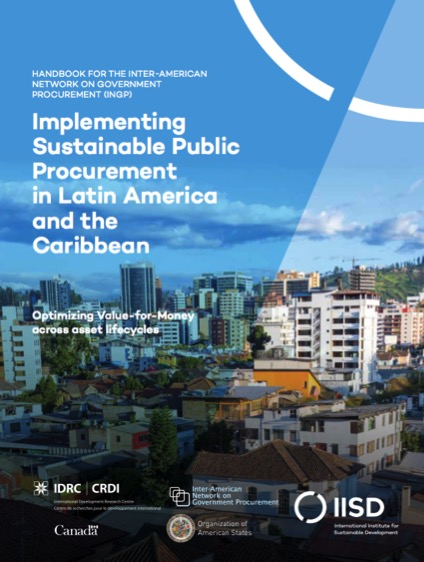 HANDBOOK FOR THE INTER-AMERICAN
NETWORK ON GOVERNMENT
PROCUREMENT (INGP)
Implementing
Sustainable Public
Procurement
in Latin America
and the
Caribbean
Optimizing Value-for-Money
across asset lifecycles
IDRC | CRDI
International Development Research Centre
Centre de recherches pour le développement international
Canada
Inter-American
Network on
Government Procurement
Organization of
American States
IISD
International Institute for
Sustainable Development